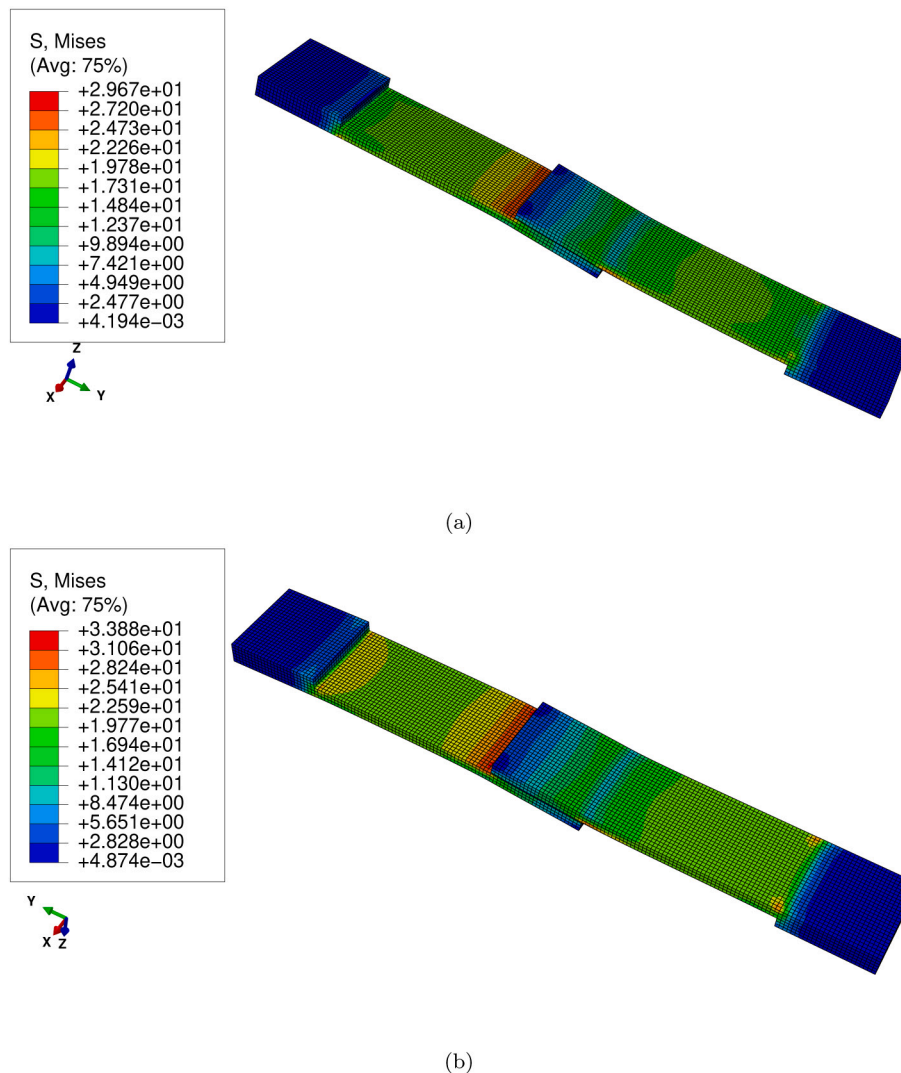 S, Mises
(Avg: 75%)
+2.967e+01
+2.720e+01
+2.473e+01
+2.226e+01
+1.978e+01
+1.731e+01
+1.484e+01
+1.237e+01
+9.894e+00
+7.421e+00
+4.949e+00
+2.477e+00
+4.194e−03
Z
X
Y
(a)
S, Mises
(Avg: 75%)
+3.388e+01
+3.106e+01
+2.824e+01
+2.541e+01
+2.259e+01
+1.977e+01
+1.694e+01
+1.412e+01
+1.130e+01
+8.474e+00
+5.651e+00
+2.828e+00
+4.874e−03
Y
X
Z
(b)